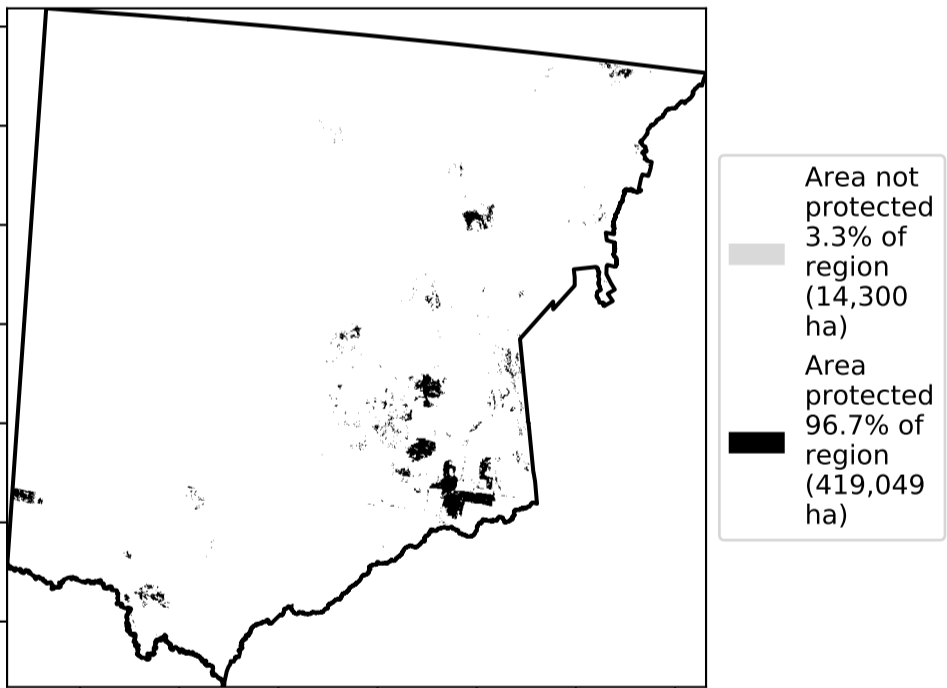 Area not
protected
3.3% of
region
(14,300
ha)
Area
protected
96.7% of
region
(419,049
ha)